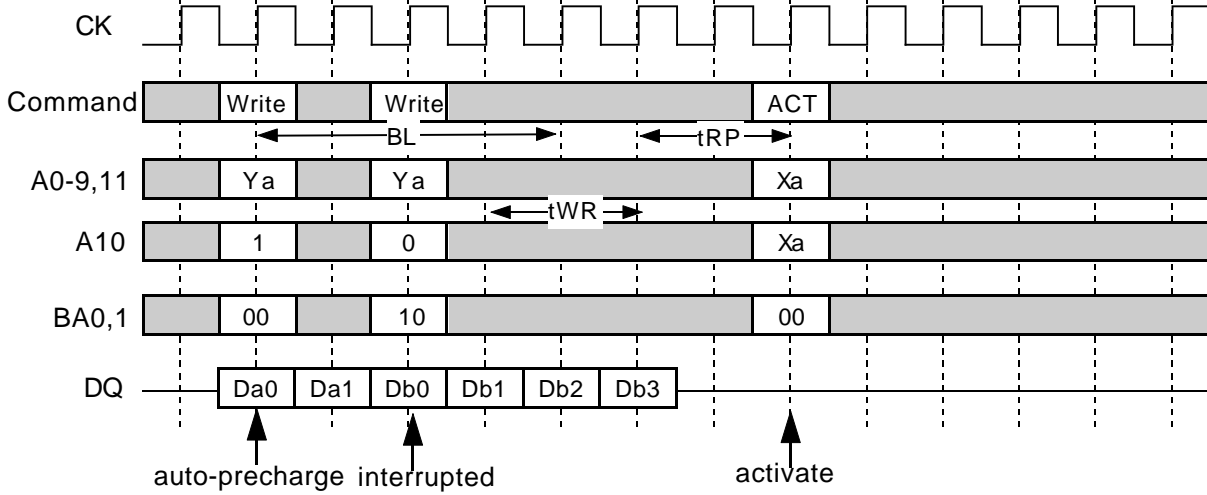 CK
Command Write Write ACT
BL tRP
A0-9,11 Ya Ya Xa
tWR
A10 1 0 Xa
BA0,1 00 10 00
DQ Da0 Da1 Db0 Db1 Db2 Db3
auto-precharge interrupted activate